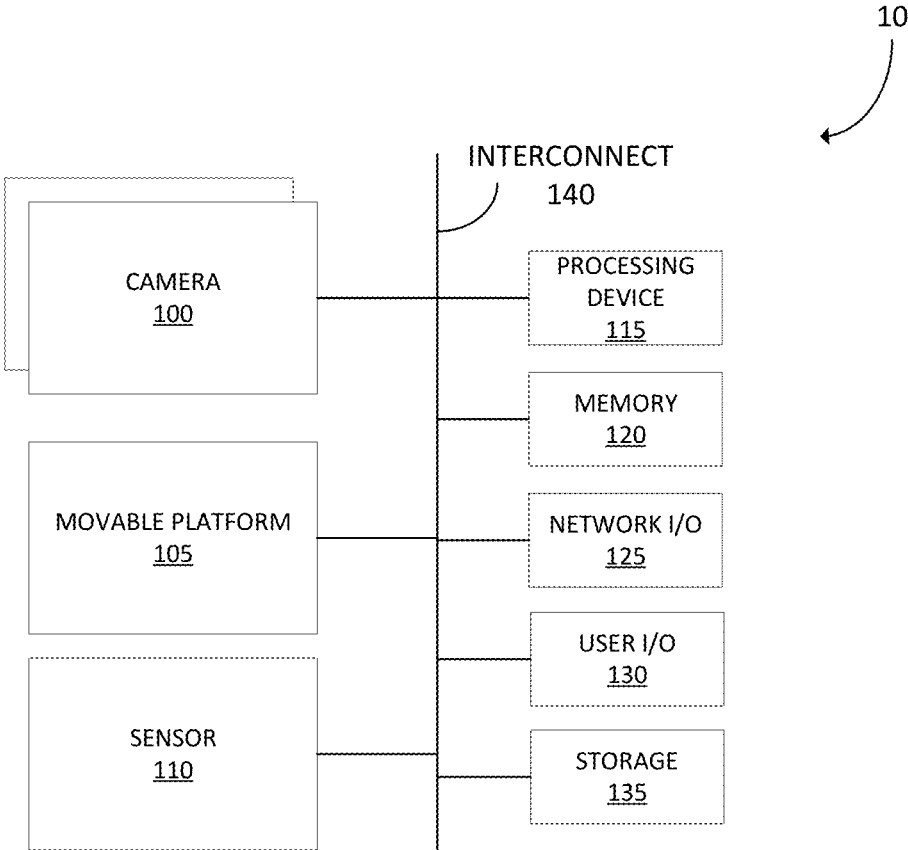 10
INTERCONNECT
140
CAMERA
100
PROCESSING
DEVICE
115
MEMORY
120
MOVABLE PLATFORM
105
NETWORK I/O
125
USER I/O
130
SENSOR
110
STORAGE
135